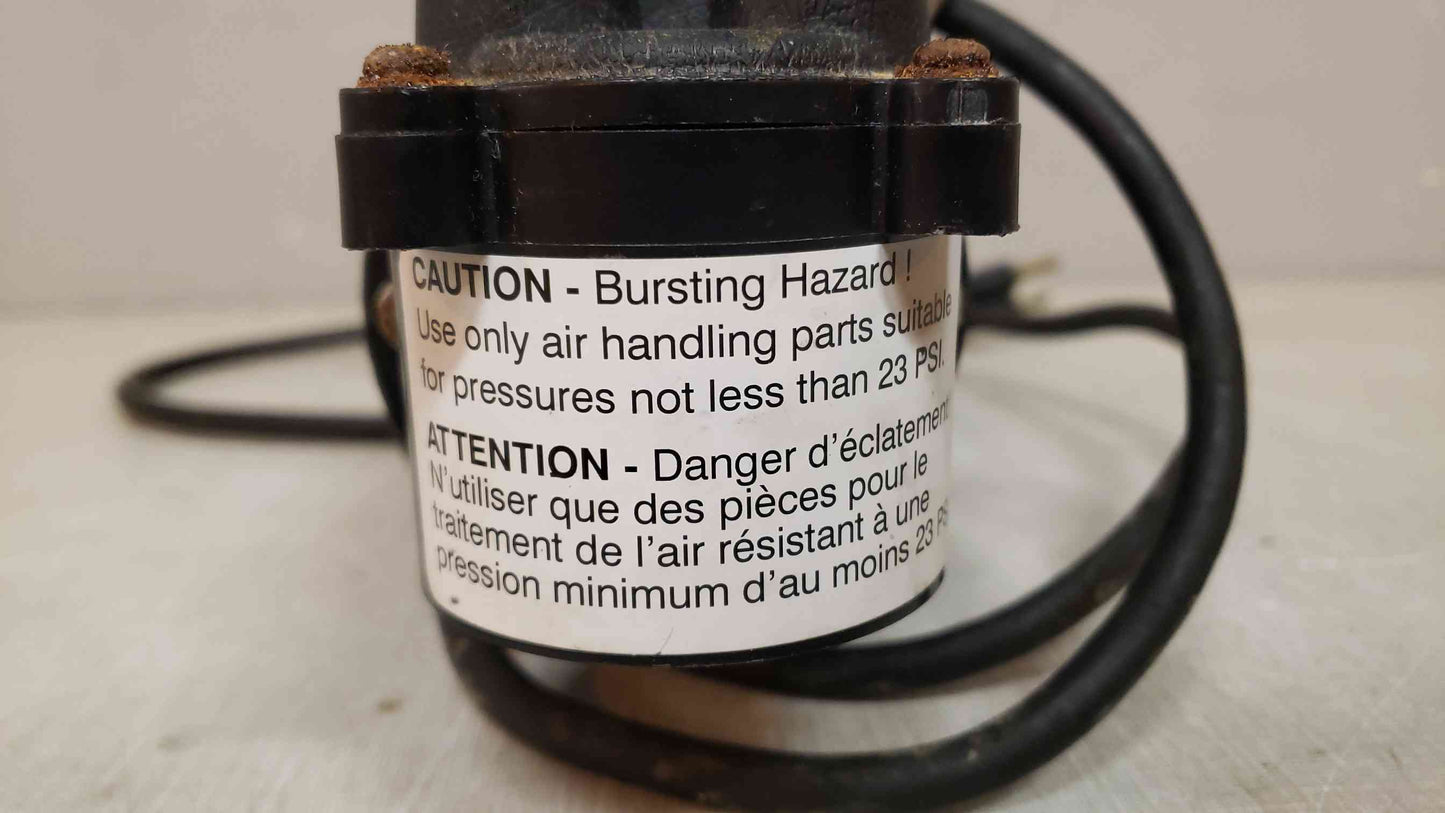 CAUTION - Bursting Hazard !
Use only air handling parts suitable
for pressures not less than 23 PSI.
ATTENTION - Danger d'éclatement
N'utiliser que des pièces pour le
traitement de l'air résistant à une
pression minimum d'au moins 23 PSI